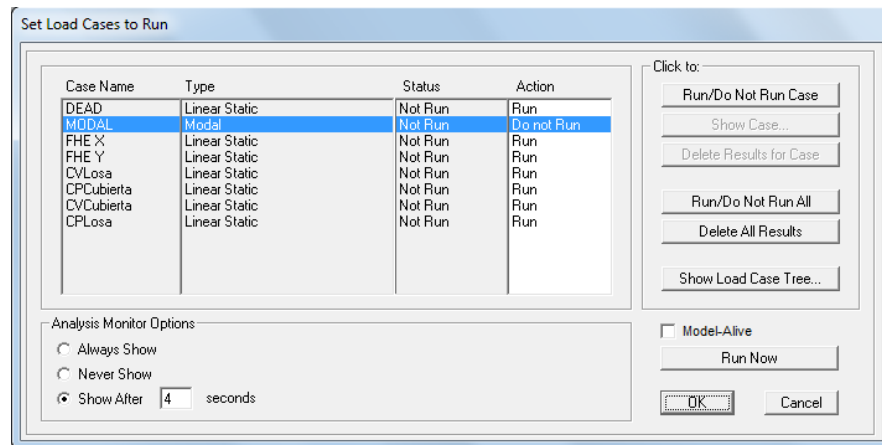 Set Load Cases to Run
Case Name Type Status Action
DEAD Linear Static Not Run Run
MODAL Modal Not Run Do not Run
FHE X Linear Static Not Run Run
FHE Y Linear Static Not Run Run
CVLosa Linear Static Not Run Run
CPCubierta Linear Static Not Run Run
CVCubierta Linear Static Not Run Run
CPLosa Linear Static Not Run Run
Click to:
Run/Do Not Run Case
Show Case...
Delete Results for Case
Run/Do Not Run All
Delete All Results
Show Load Case Tree...
Analysis Monitor Options
Always Show
Never Show
Show After 4 seconds
Model-Alive
Run Now
OK Cancel